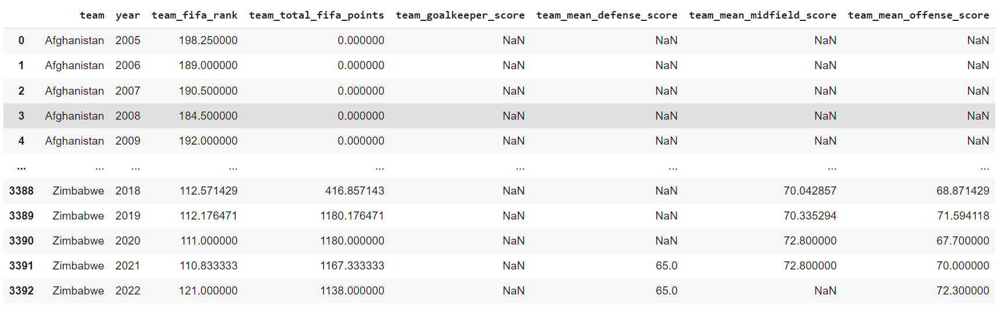 team year team_fifa_rank team_total_fifa_points team_goalkeeper_score team_mean_defense_score team_mean_midfield_score team_mean_offense_score
0 Afghanistan 2005 198.250000 0.000000 NaN NaN NaN NaN
1 Afghanistan 2006 189.000000 0.000000 NaN NaN NaN NaN
2 Afghanistan 2007 190.500000 0.000000 NaN NaN NaN NaN
3 Afghanistan 2008 184.500000 0.000000 NaN NaN NaN NaN
4 Afghanistan 2009 192.000000 0.000000 NaN NaN NaN NaN
... ... ... ... ... ... ... ... ...
3388 Zimbabwe 2018 112.571429 416.857143 NaN NaN 70.042857 68.871429
3389 Zimbabwe 2019 112.176471 1180.176471 NaN NaN 70.335294 71.594118
3390 Zimbabwe 2020 111.000000 1180.000000 NaN NaN 72.800000 67.700000
3391 Zimbabwe 2021 110.833333 1167.333333 NaN 65.0 72.800000 70.000000
3392 Zimbabwe 2022 121.000000 1138.000000 NaN 65.0 NaN 72.300000